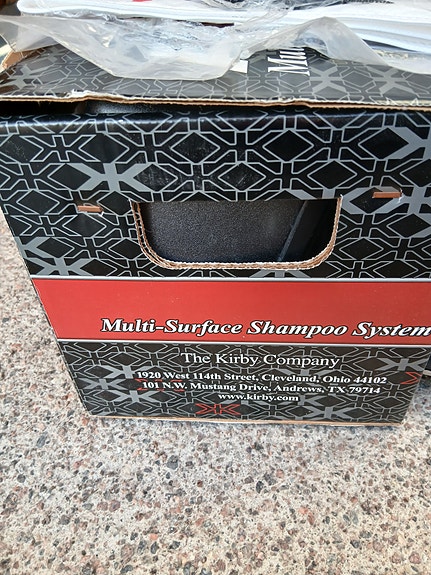 Multi
Multi-Surface Shampoo System
The Kirby Company
1920 West 114th Street, Cleveland, Ohio 44102
101 N.W. Mustang Drive, Andrews, TX 79714
www.kirby.com